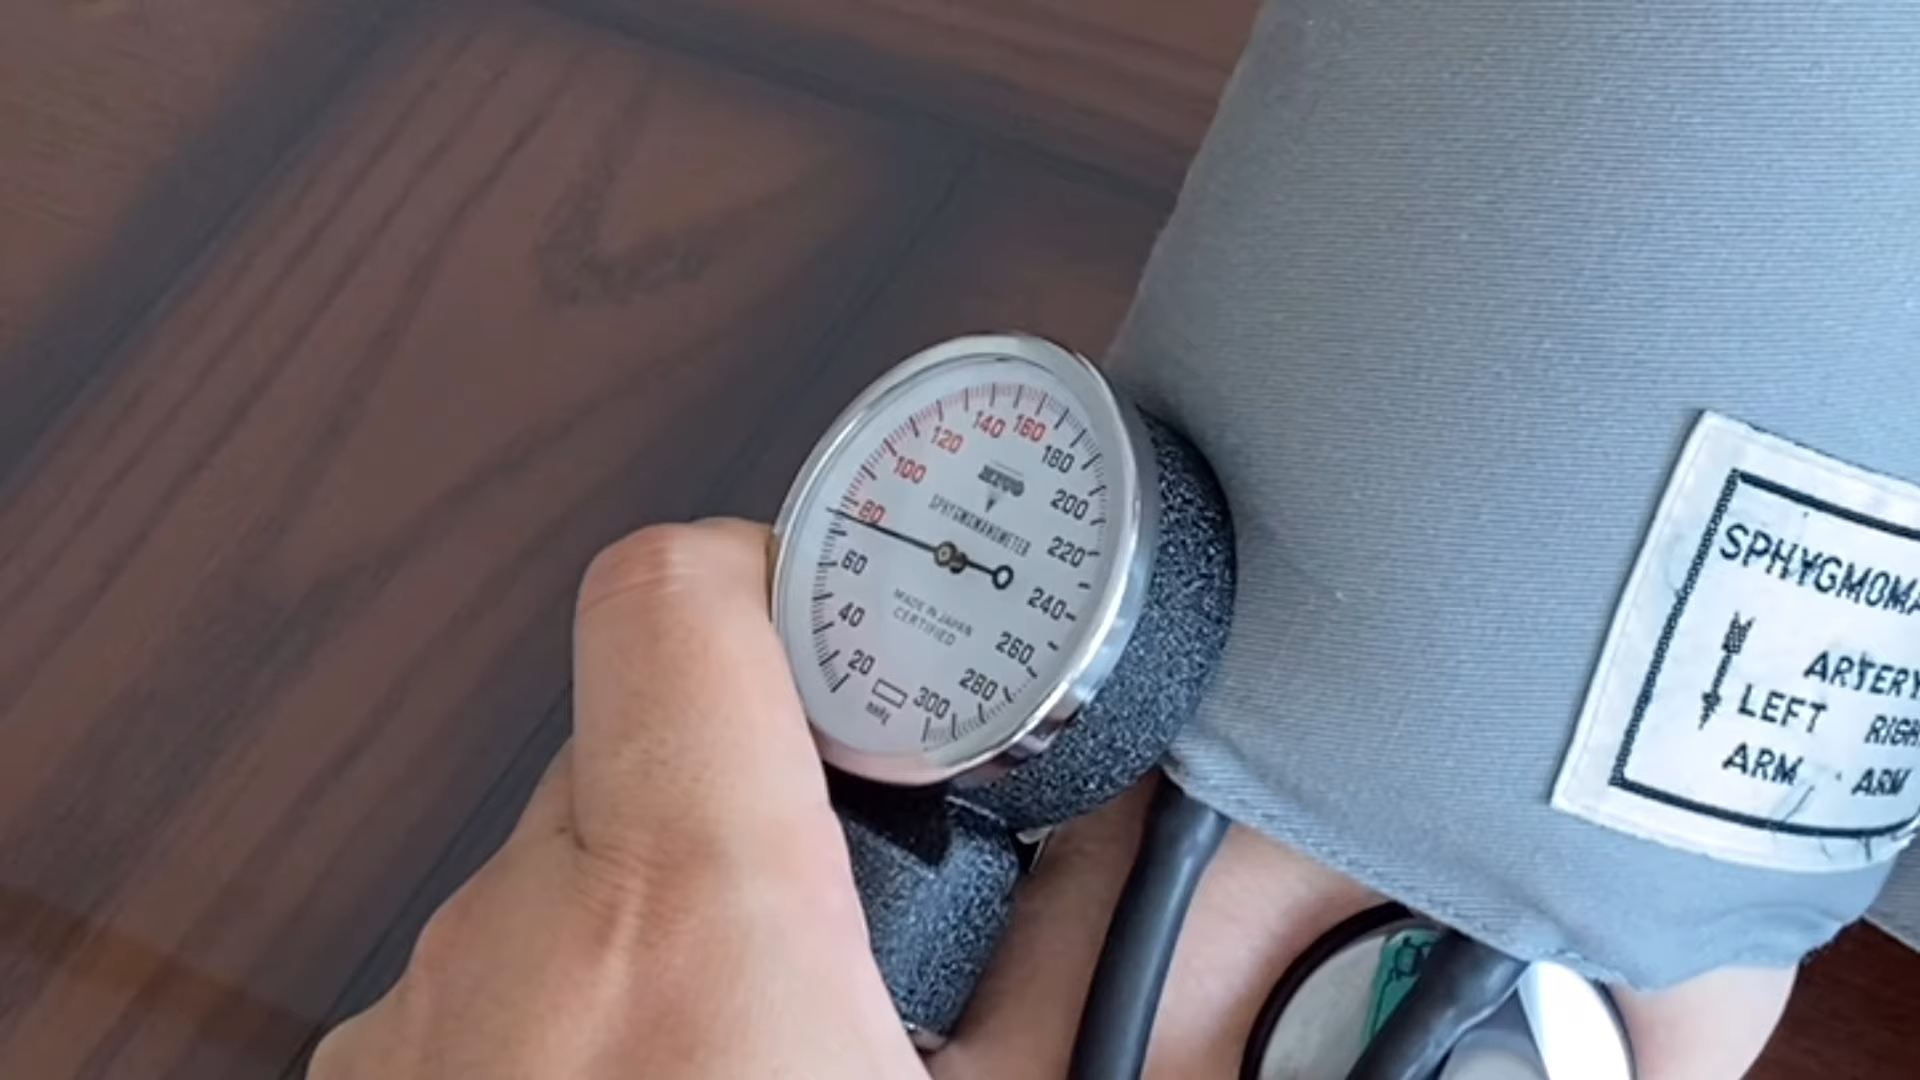 20
40
60
80
100
120
140
160
180
200
220
240
260
280
300
SPHYGMOMANOMETER
MADE IN JAPAN
CERTIFIED
mmHg
SPHYGMOMA
ARTERY
LEFT RIGH
ARM ARM